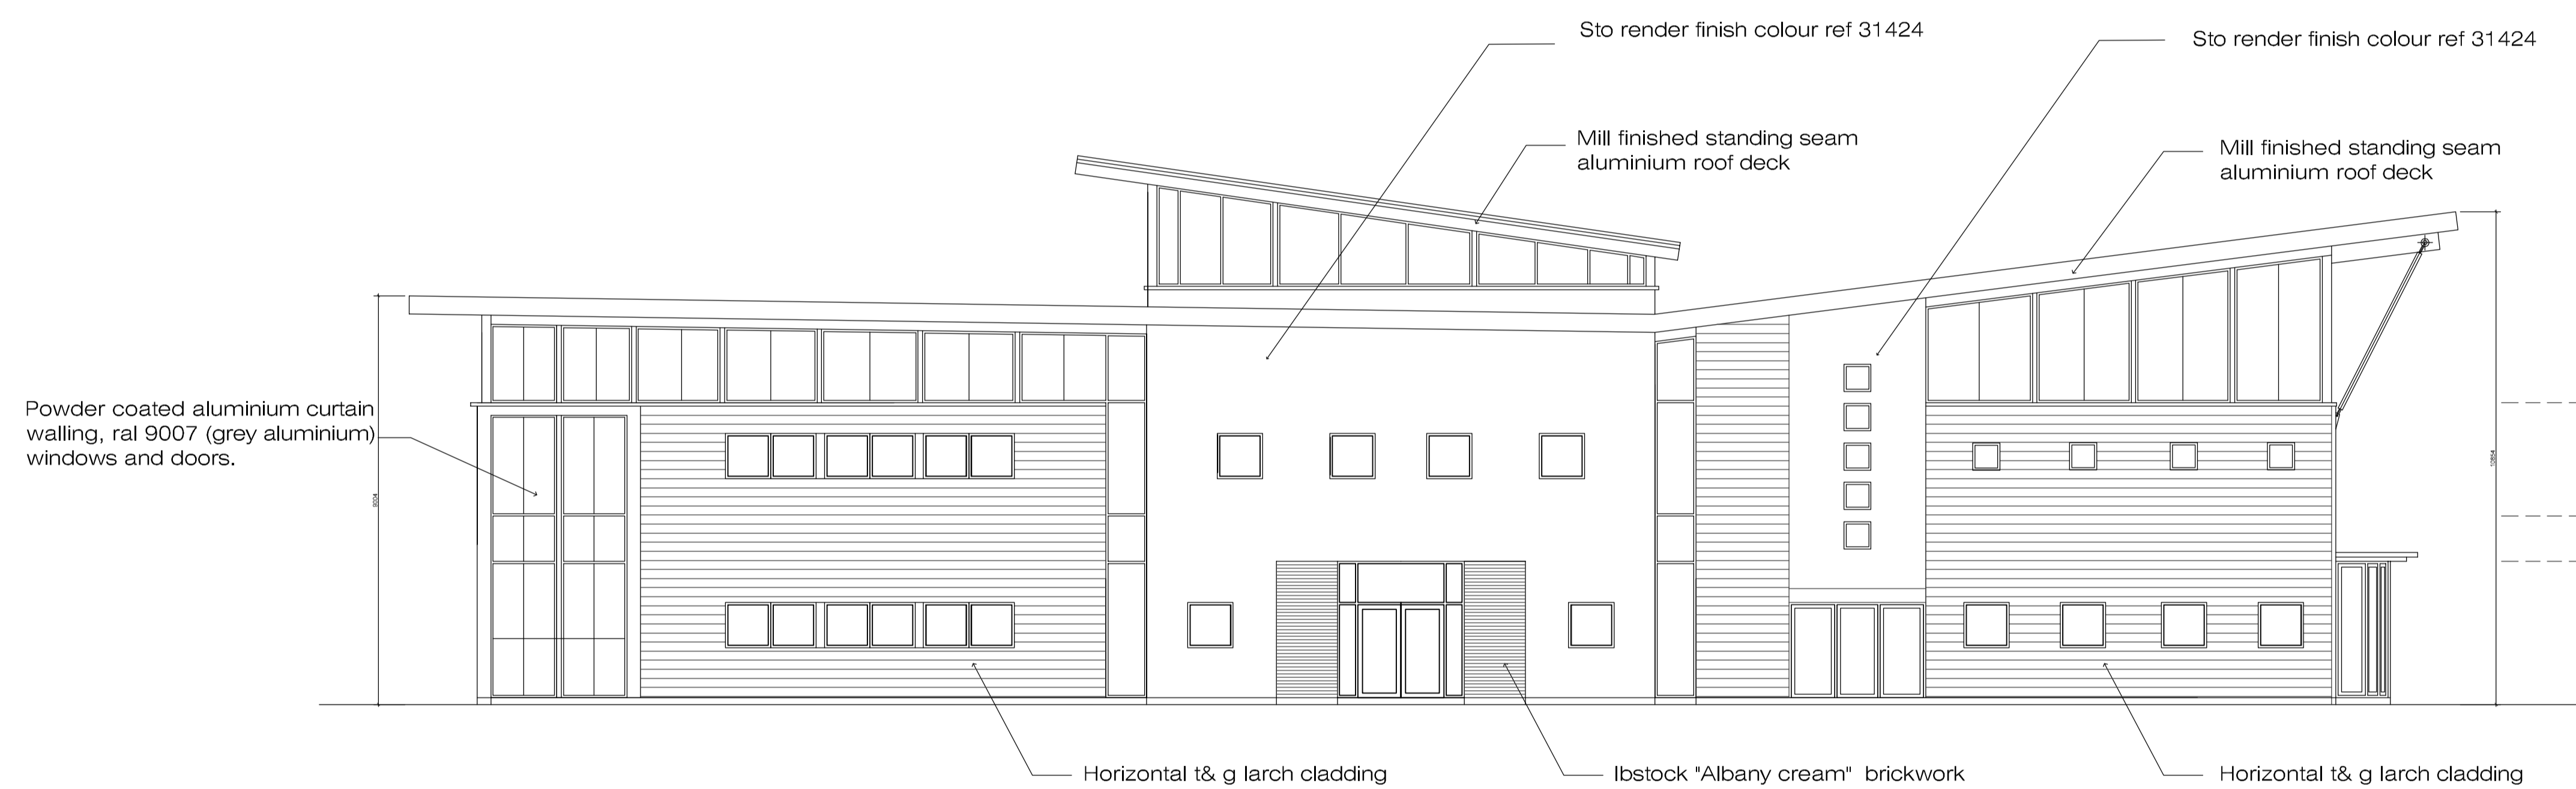 Sto render finish colour ref 31424
Sto render finish colour ref 31424
Mill finished standing seam
aluminium roof deck
Mill finished standing seam
aluminium roof deck
Powder coated aluminium curtain
walling, ral 9007 (grey aluminium)
windows and doors.
9004
10854
Horizontal t& g larch cladding
Ibstock "Albany cream" brickwork
Horizontal t& g larch cladding